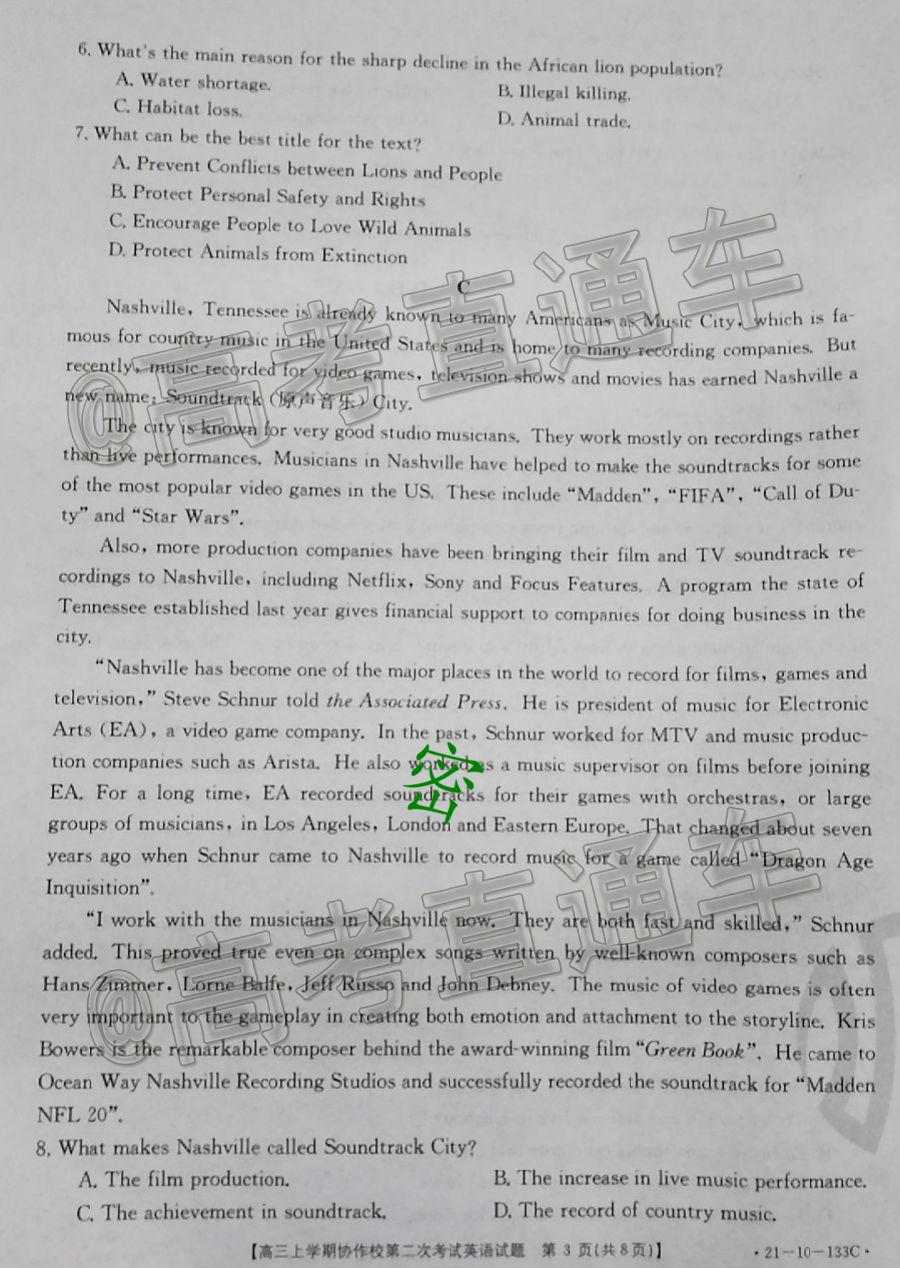 6. What's the main reason for the sharp decline in the African lion population?
A. Water shortage.
B. Illegal killing.
C. Habitat loss.
D. Animal trade.
7. What can be the best title for the text?
A. Prevent Conflicts between Lions and People
B. Protect Personal Safety and Rights
C. Encourage People to Love Wild Animals
D. Protect Animals from Extinction
C
Nashville, Tennessee is already known to many Americans as Music City, which is fa-
mous for country music in the United States and is home to many recording companies. But
recently, music recorded for video games, television shows and movies has earned Nashville a
new name: Soundtrack (原声音乐) City.
The city is known for very good studio musicians. They work mostly on recordings rather
than live performances. Musicians in Nashville have helped to make the soundtracks for some
of the most popular video games in the US. These include "Madden", "FIFA", "Call of Du-
ty" and "Star Wars".
Also, more production companies have been bringing their film and TV soundtrack re-
cordings to Nashville, including Netflix, Sony and Focus Features. A program the state of
Tennessee established last year gives financial support to companies for doing business in the
city.
"Nashville has become one of the major places in the world to record for films, games and
television," Steve Schnur told the Associated Press. He is president of music for Electronic
Arts (EA), a video game company. In the past, Schnur worked for MTV and music produc-
tion companies such as Arista. He also worked as a music supervisor on films before joining
EA. For a long time, EA recorded soundtracks for their games with orchestras, or large
groups of musicians, in Los Angeles, London and Eastern Europe. That changed about seven
years ago when Schnur came to Nashville to record music for a game called "Dragon Age
Inquisition".
"I work with the musicians in Nashville now. They are both fast and skilled," Schnur
added. This proved true even on complex songs written by well-known composers such as
Hans Zimmer, Lorne Balfe, Jeff Russo and John Debney. The music of video games is often
very important to the gameplay in creating both emotion and attachment to the storyline. Kris
Bowers is the remarkable composer behind the award-winning film "Green Book". He came to
Ocean Way Nashville Recording Studios and successfully recorded the soundtrack for "Madden
NFL 20".
8. What makes Nashville called Soundtrack City?
A. The film production.
B. The increase in live music performance.
C. The achievement in soundtrack.
D. The record of country music.
【高三上学期协作校第二次考试英语试题 第 3 页(共 8 页)】
·21-10-133C·
@高考直通车
密
@高考直通车